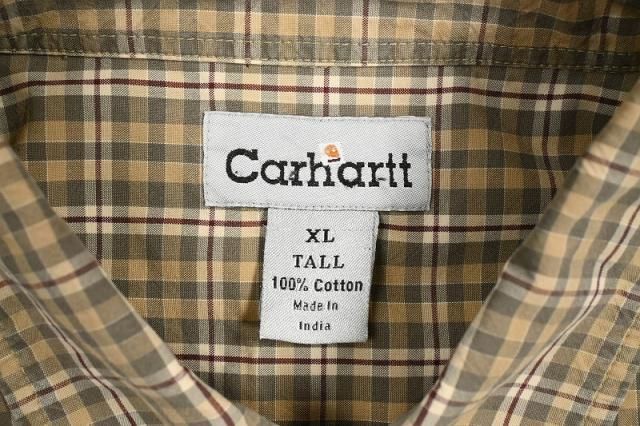 Carhartt
XL
TALL
100% Cotton
Made In
India